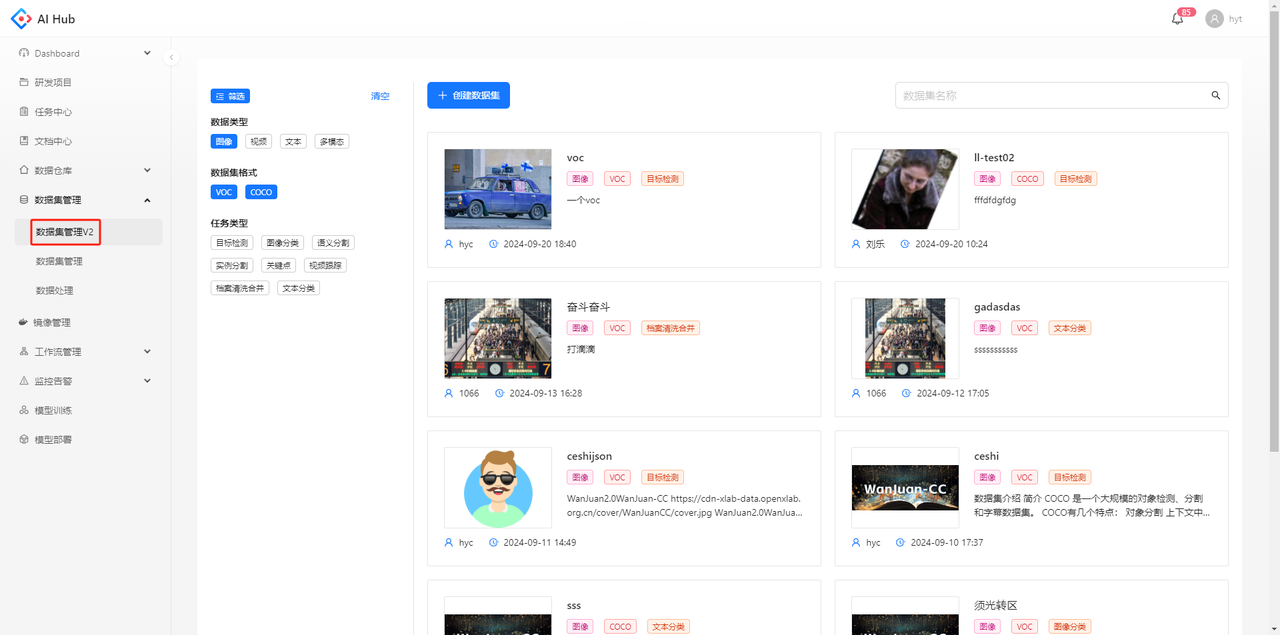 AI Hub
85
hyt
Dashboard
研发项目
任务中心
文档中心
数据仓库
数据集管理
数据集管理V2
数据集管理
数据处理
镜像管理
工作流管理
监控告警
模型训练
模型部署
筛选
清空
数据类型
图像 视频 文本 多模态
数据集格式
VOC COCO
任务类型
目标检测 图像分类 语义分割
实例分割 关键点 视频跟踪
档案清洗合并 文本分类
创建数据集
数据集名称
voc
图像 VOC 目标检测
一个voc
hyc 2024-09-20 18:40
ll-test02
图像 COCO 目标检测
fffdfdgfdg
刘乐 2024-09-20 10:24
奋斗奋斗
图像 VOC 档案清洗合并
打滴滴
1066 2024-09-13 16:28
gadasdas
图像 VOC 文本分类
sssssssssss
1066 2024-09-12 17:05
ceshijson
图像 VOC 目标检测
WanJuan2.0WanJuan-CC https://cdn-xlab-data.openxlab.
org.cn/cover/WanJuanCC/cover.jpg WanJuan2.0WanJua...
hyc 2024-09-11 14:49
WanJuan-CC
ceshi
图像 VOC 目标检测
数据集介绍 简介 COCO 是一个大规模的对象检测、分割
和字幕数据集。 COCO有几个特点： 对象分割 上下文中...
hyc 2024-09-10 17:37
sss
图像 COCO 文本分类
须光转区
图像 VOC 图像分类